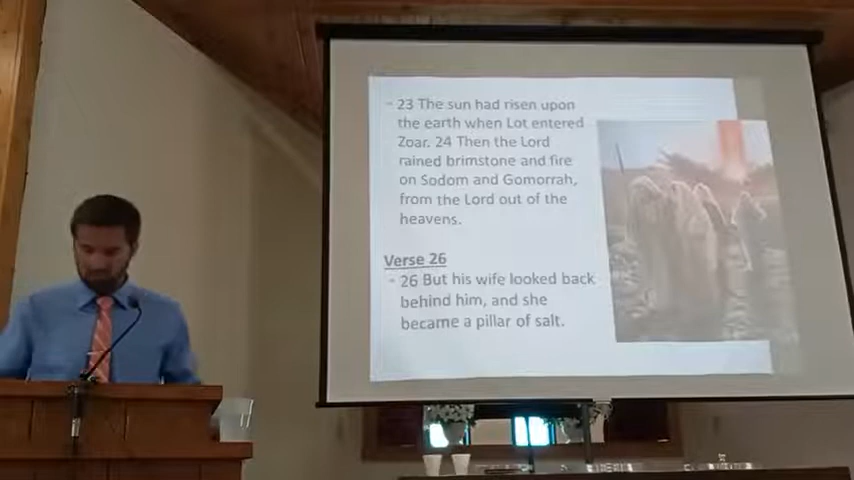 - 23 The sun had risen upon
the earth when Lot entered
Zoar. 24 Then the Lord
rained brimstone and fire
on Sodom and Gomorrah,
from the Lord out of the
heavens.
Verse 26
- 26 But his wife looked back
behind him, and she
became a pillar of salt.